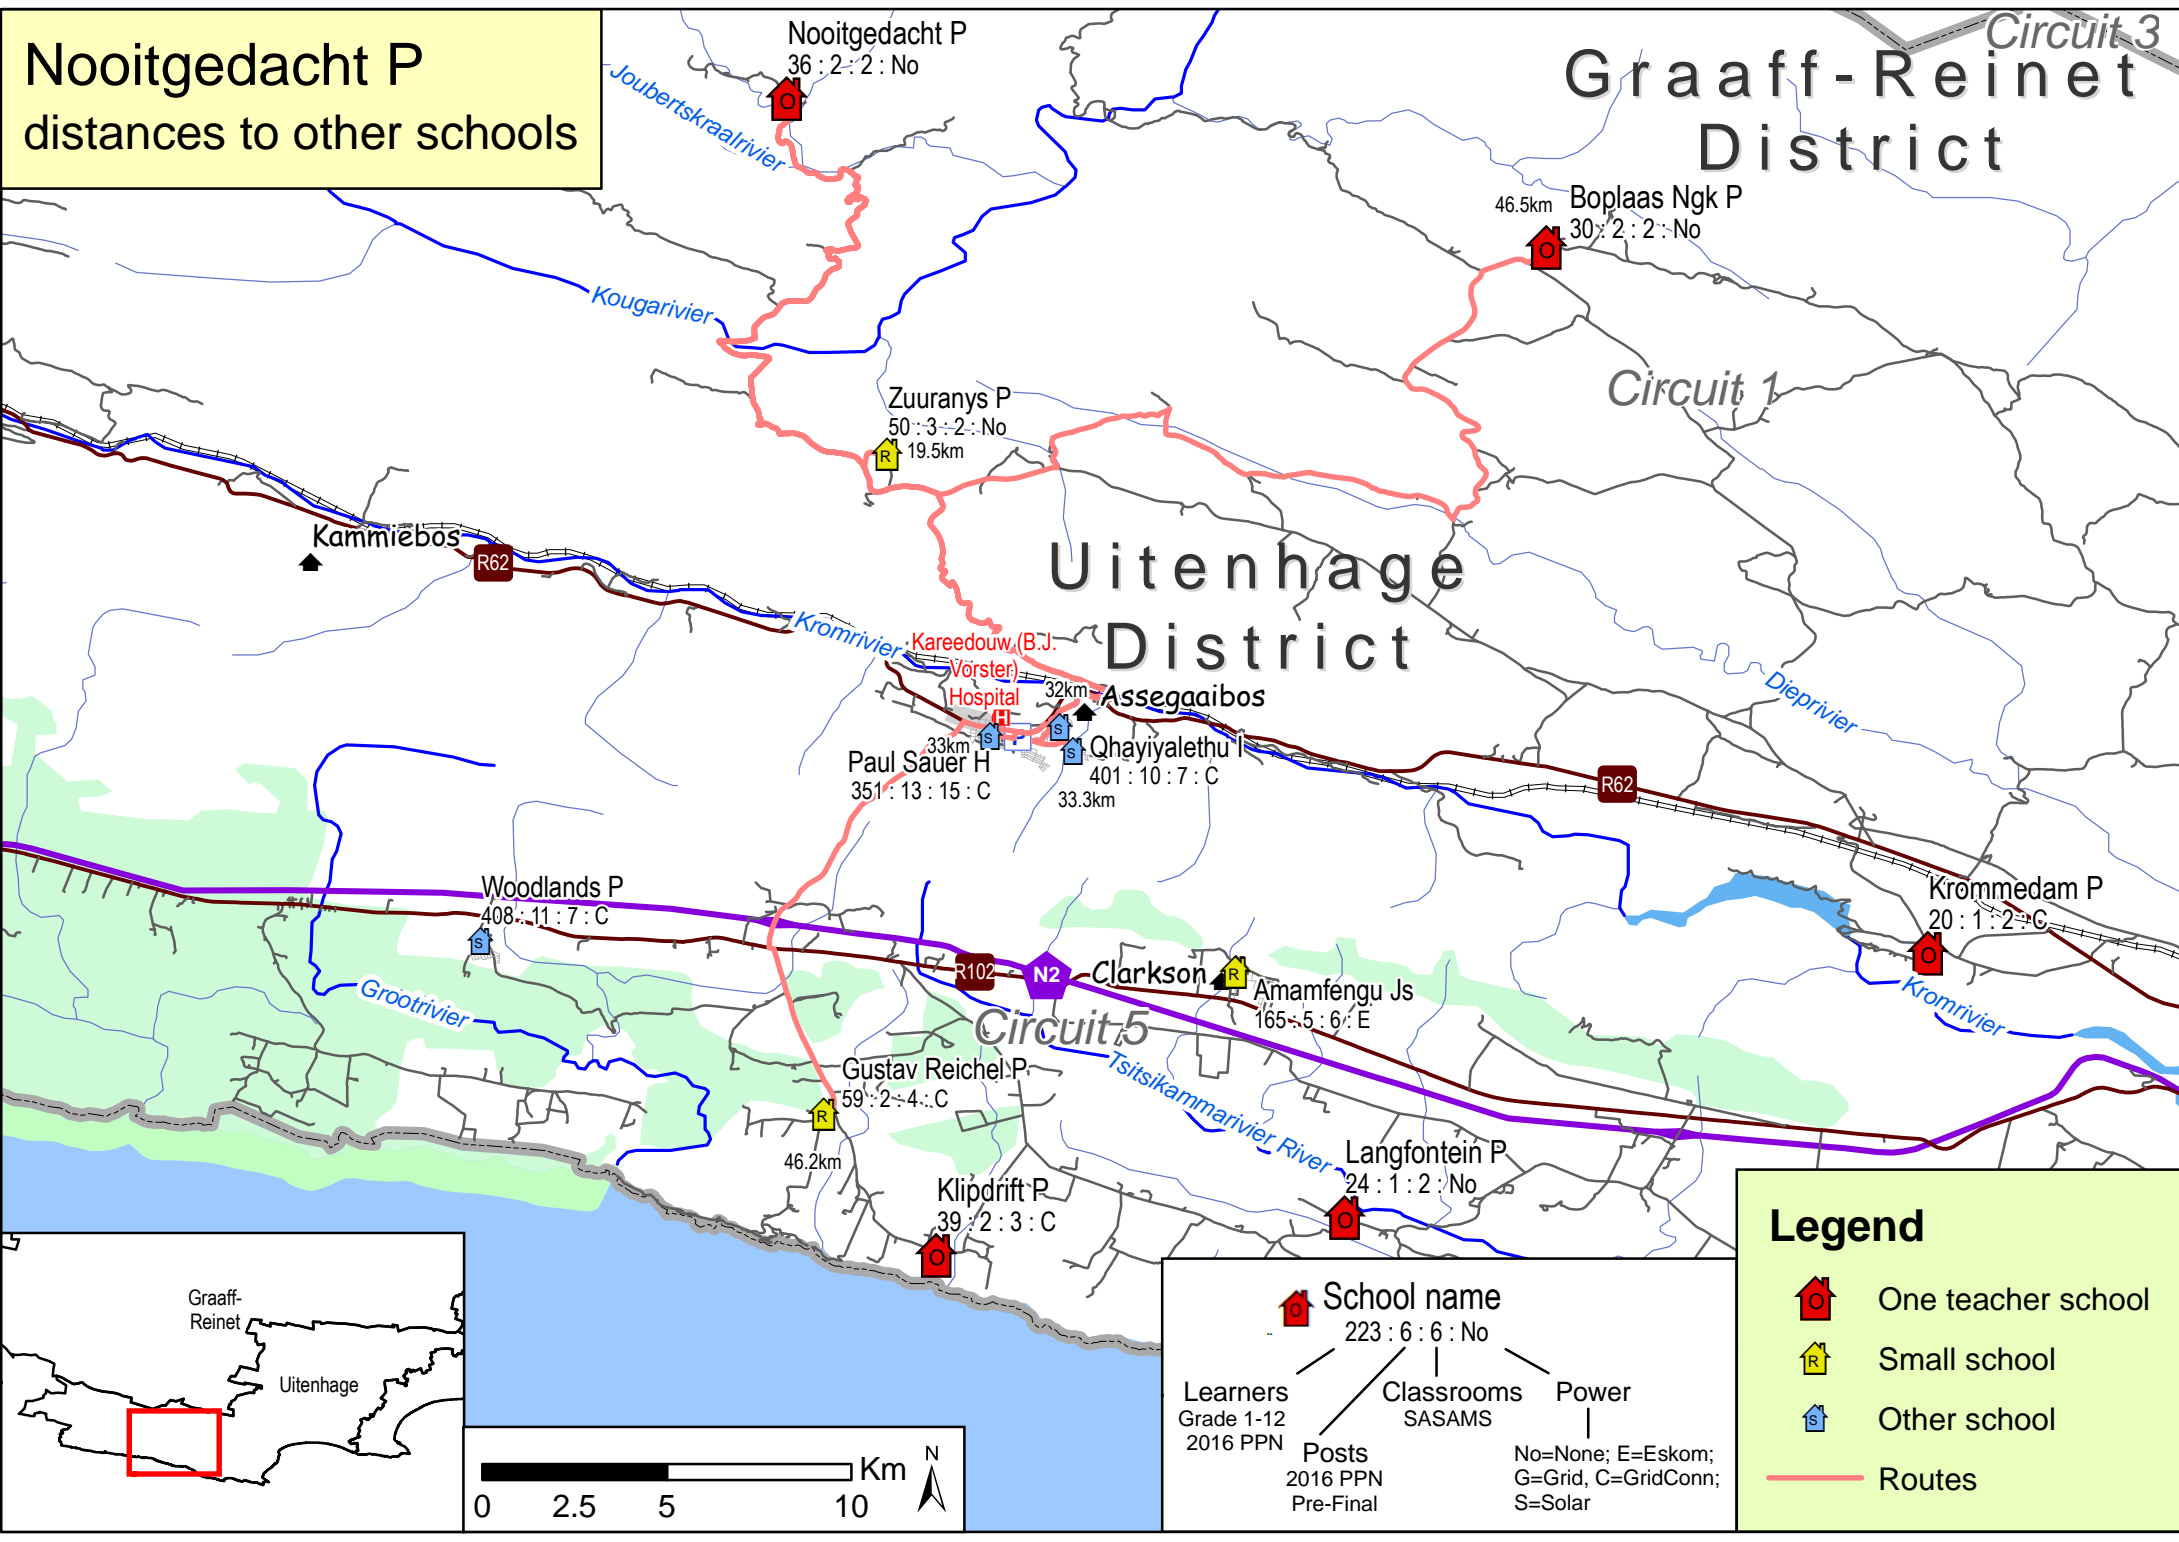 Nooitgedacht P
distances to other schools
Nooitgedacht P
36 : 2 : 2 : No
Joubertskraalrivier
Circuit 3
Graaff-Reinet
District
46.5km
Boplaas Ngk P
30 : 2 : 2 : No
Kougarivier
Circuit 1
Zuuranys P
50 : 3 : 2 : No
19.5km
R
O
O
Kammiebos
R62
Uitenhage
District
Kromrivier
Kareedouw (B.J.
Vorster)
Hospital
H
32km
Assegaaibos
Dieprivier
S
S
S
P
33km
Paul Sauer H
351 : 13 : 15 : C
Qhayiyalethu I
401 : 10 : 7 : C
33.3km
R62
Woodlands P
408 : 11 : 7 : C
S
Krommedam P
20 : 1 : 2 : C
O
R102
N2
Clarkson
R
Amamfengu Js
165 : 5 : 6 : E
Grootrivier
Circuit 5
Kromrivier
Gustav Reichel P
59 : 2 : 4 : C
R
46.2km
Tsitsikammarivier River
Langfontein P
24 : 1 : 2 : No
O
Klipdrift P
39 : 2 : 3 : C
O
Graaff-
Reinet
Uitenhage
Km
0 2.5 5 10
N
O
School name
223 : 6 : 6 : No
Learners
Grade 1-12
2016 PPN
Posts
2016 PPN
Pre-Final
Classrooms
SASAMS
Power
No=None; E=Eskom;
G=Grid, C=GridConn;
S=Solar
Legend
O One teacher school
R Small school
S Other school
Routes